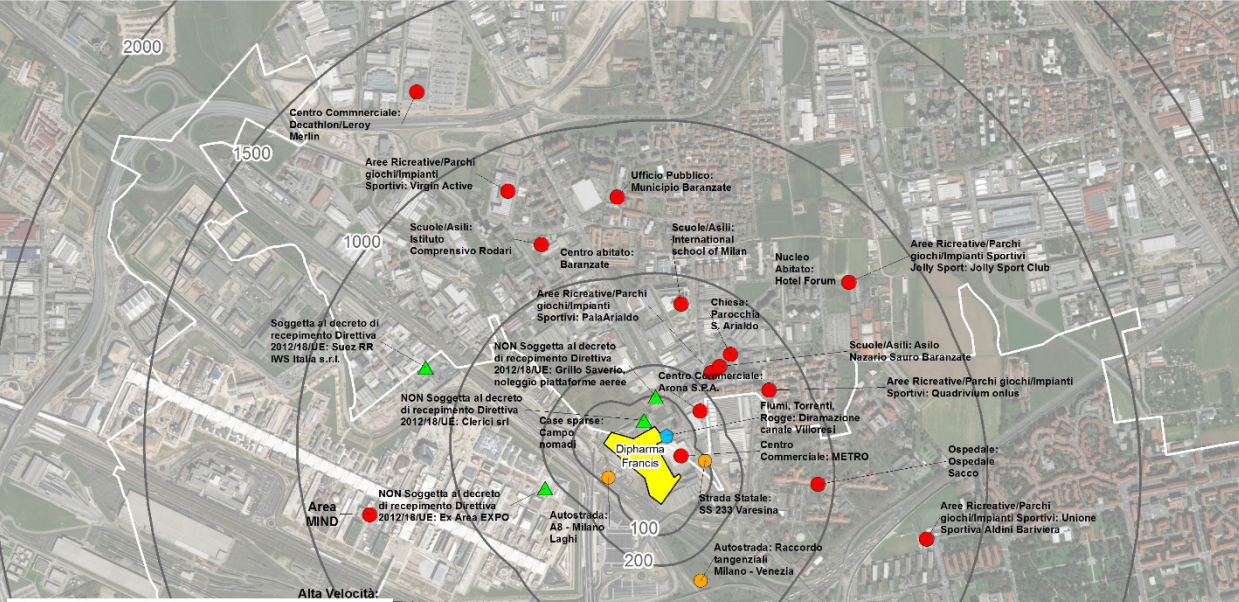 2000
Centro Commnerciale:
Decathlon/Leroy
Merlin
1500
Aree Ricreative/Parchi
giochi/Impianti
Sportivi: Virgin Active
Ufficio Pubblico:
Municipio Baranzate
Scuole/Asili:
Istituto
Comprensivo Rodari
1000
Centro abitato:
Baranzate
Scuole/Asili:
International
school of Milan
Nucleo
Abitato:
Hotel Forum
Aree Ricreative/Parchi
giochi/Impianti Sportivi
Jolly Sport: Jolly Sport Club
Aree Ricreative/Parchi
giochi/Impianti
Sportivi: PalaArialdo
Chiesa:
Parocchia
S. Arialdo
Soggetta al decreto di
recepimento Direttiva
2012/18/UE: Suez RR
IWS Italia s.r.l.
NON Soggetta al decreto
di recepimento Direttiva
2012/18/UE: Grillo Saverio,
noleggio piattaforme aeree
Scuole/Asili: Asilo
Nazario Sauro Baranzate
Centro Commerciale:
Arona S.P.A.
Aree Ricreative/Parchi giochi/Impianti
Sportivi: Quadrivium onlus
NON Soggetta al decreto
di recepimento Direttiva
2012/18/UE: Clerici srl
Fiumi, Torrenti,
Rogge: Diramazione
canale Villoresi
Case sparse:
Campo
nomadi
Dipharma
Francis
Centro
Commerciale: METRO
Ospedale:
Ospedale
Sacco
NON Soggetta al decreto
di recepimento Direttiva
2012/18/UE: Ex Area EXPO
Area
MIND
Strada Statale:
SS 233 Varesina
Autostrada:
A8 - Milano
Laghi
100
Aree Ricreative/Parchi
giochi/Impianti Sportivi: Unione
Sportiva Aldini Bariviera
200
Autostrada: Raccordo
tangenziali
Milano - Venezia
Alta Velocità: